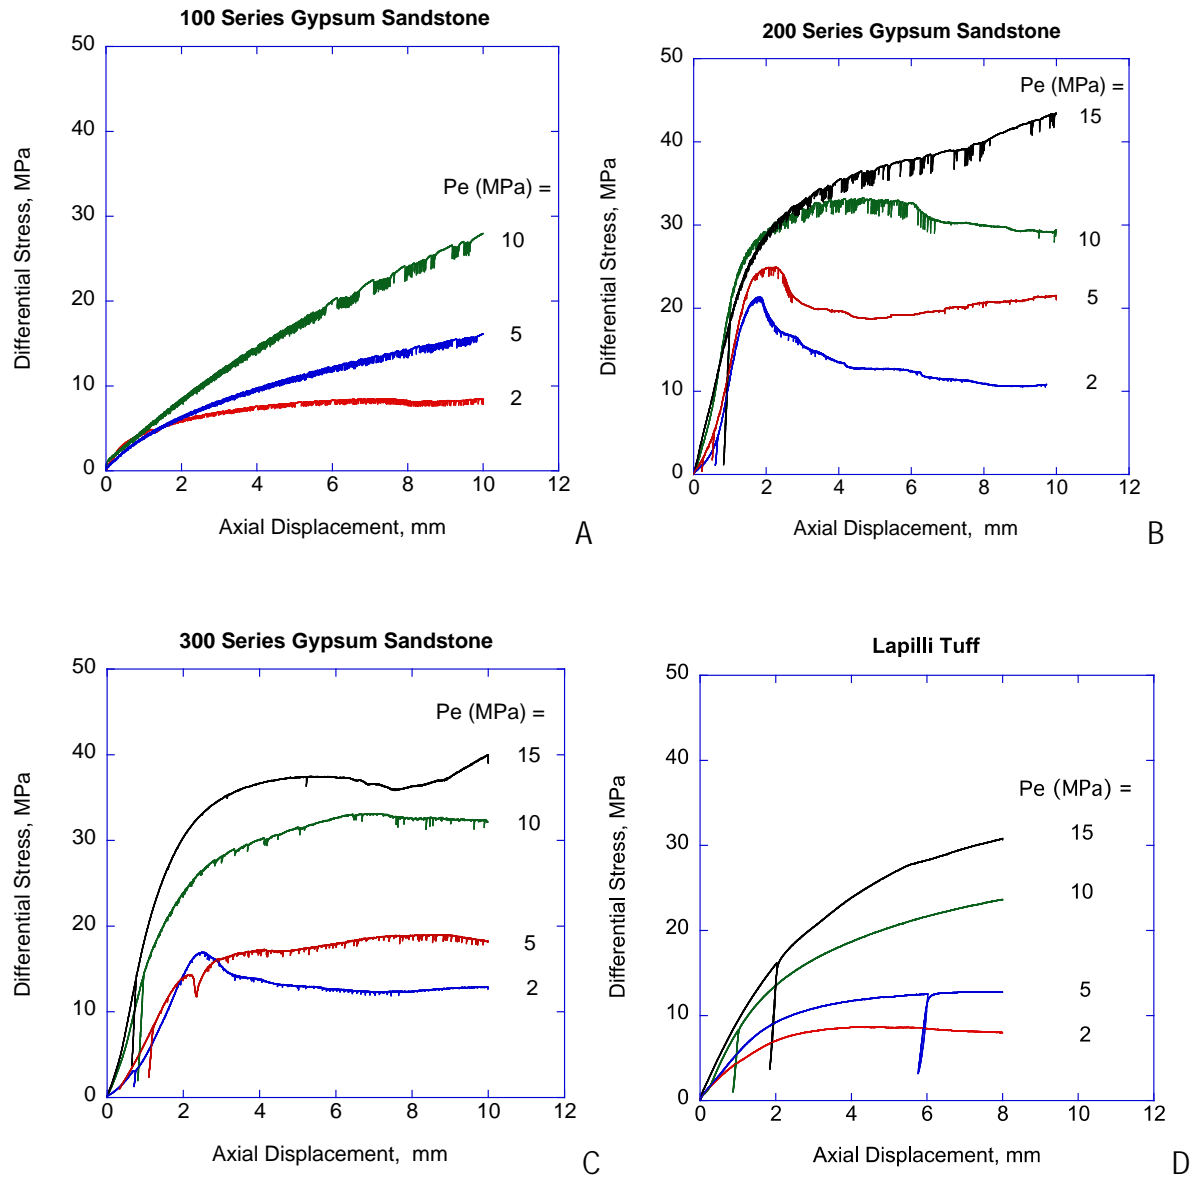 100 Series Gypsum Sandstone
50
40
30
20
10
0
Differential Stress, MPa
Pe (MPa) =
10
5
2
0 2 4 6 8 10 12
Axial Displacement, mm
A
200 Series Gypsum Sandstone
50
40
30
20
10
0
Differential Stress, MPa
Pe (MPa) =
15
10
5
2
0 2 4 6 8 10 12
Axial Displacement, mm
B
300 Series Gypsum Sandstone
50
40
30
20
10
0
Differential Stress, MPa
Pe (MPa) =
15
10
5
2
0 2 4 6 8 10 12
Axial Displacement, mm
C
Lapilli Tuff
50
40
30
20
10
0
Differential Stress, MPa
Pe (MPa) =
15
10
5
2
0 2 4 6 8 10 12
Axial Displacement, mm
D